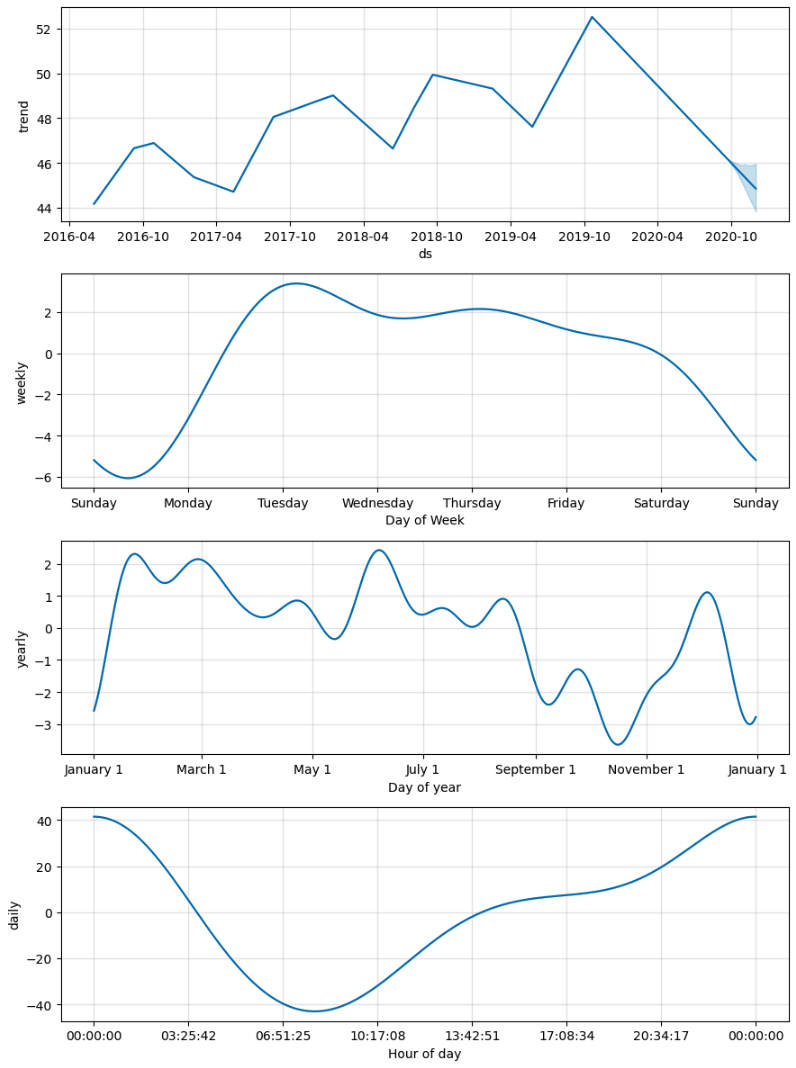 52
50
48
46
44
trend
2016-04 2016-10 2017-04 2017-10 2018-04 2018-10 2019-04 2019-10 2020-04 2020-10
ds
2
0
−2
−4
−6
weekly
Sunday Monday Tuesday Wednesday Thursday Friday Saturday Sunday
Day of Week
2
1
0
−1
−2
−3
yearly
January 1 March 1 May 1 July 1 September 1 November 1 January 1
Day of year
40
20
0
−20
−40
daily
00:00:00 03:25:42 06:51:25 10:17:08 13:42:51 17:08:34 20:34:17 00:00:00
Hour of day